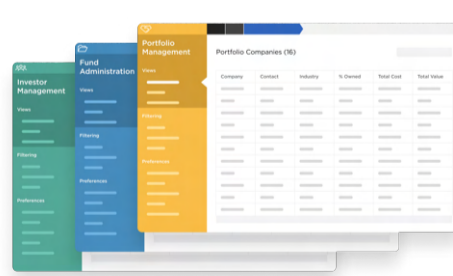 Investor
Management
Views
Filtering
Preferences
Fund
Administration
Views
Filtering
Preferences
Portfolio
Management
Views
Filtering
Preferences
Portfolio Companies (16)
Company Contact Industry % Owned Total Cost Total Value